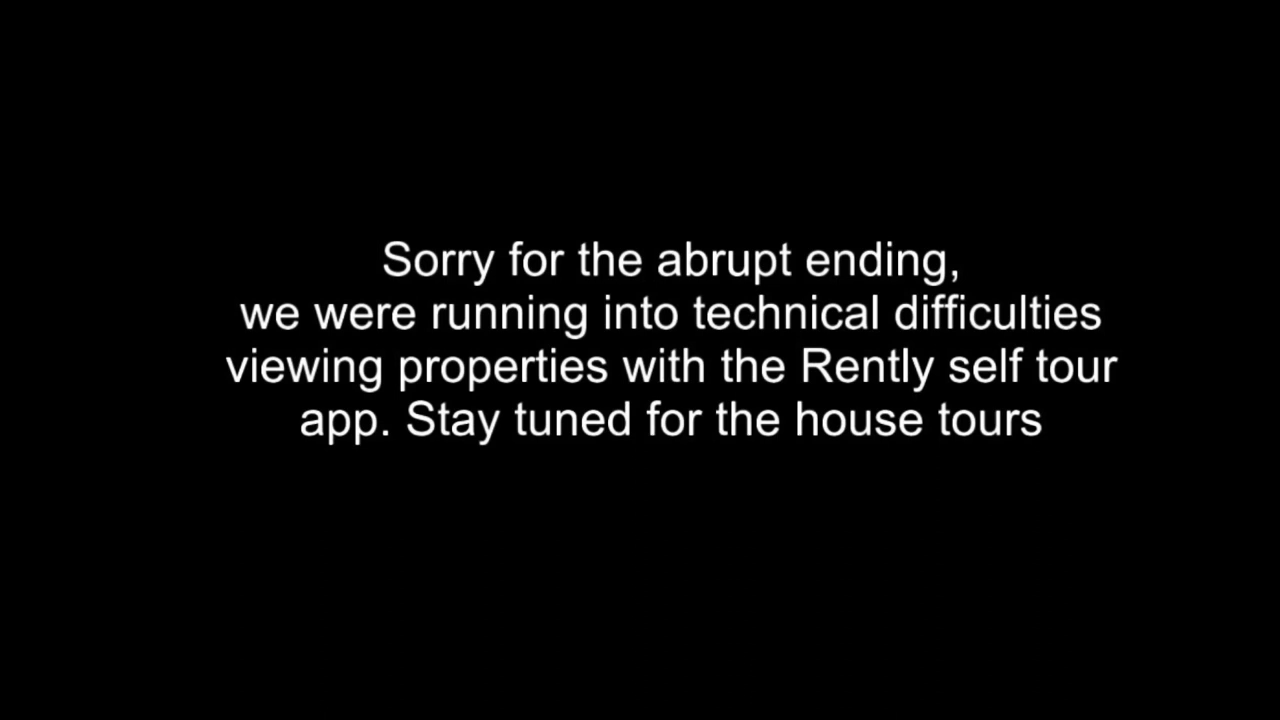 Sorry for the abrupt ending,
we were running into technical difficulties
viewing properties with the Rently self tour
app. Stay tuned for the house tours